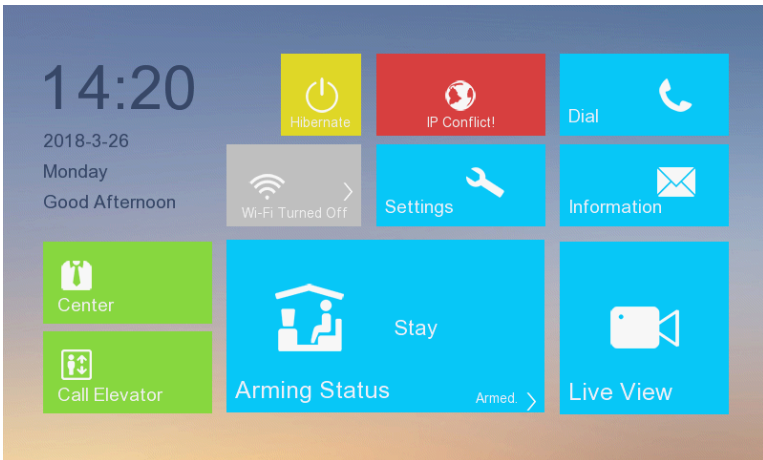 14:20
2018-3-26
Monday
Good Afternoon
Hibernate
IP Conflict!
Dial
Wi-Fi Turned Off
Settings
Information
Center
Call Elevator
Stay
Arming Status
Armed.
Live View